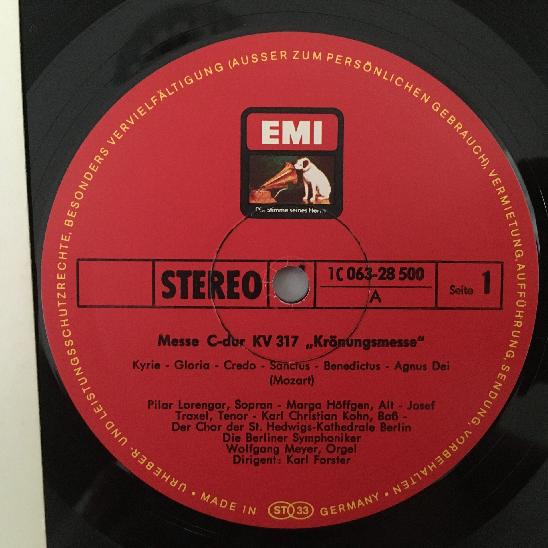 URHEBER- UND LEISTUNGSSCHUTZRECHTE, BESONDERS VERVIELFÄLTIGUNG (AUSSER ZUM PERSÖNLICHEN GEBRAUCH), VERMIETUNG, AUFFÜHRUNG, SENDUNG, VORBEHALTEN
EMI
Die Stimme seines Herrn
STEREO
1C 063-28 500
A
Seite 1
Messe C-dur KV 317 „Krönungsmesse“
Kyrie - Gloria - Credo - Sanctus - Benedictus - Agnus Dei
(Mozart)
Pilar Lorengar, Sopran - Marga Höffgen, Alt - Josef
Traxel, Tenor - Karl Christian Kohn, Baß -
Der Chor der St. Hedwigs-Kathedrale Berlin
Die Berliner Symphoniker
Wolfgang Meyer, Orgel
Dirigent: Karl Forster
• MADE IN ST 33 GERMANY •